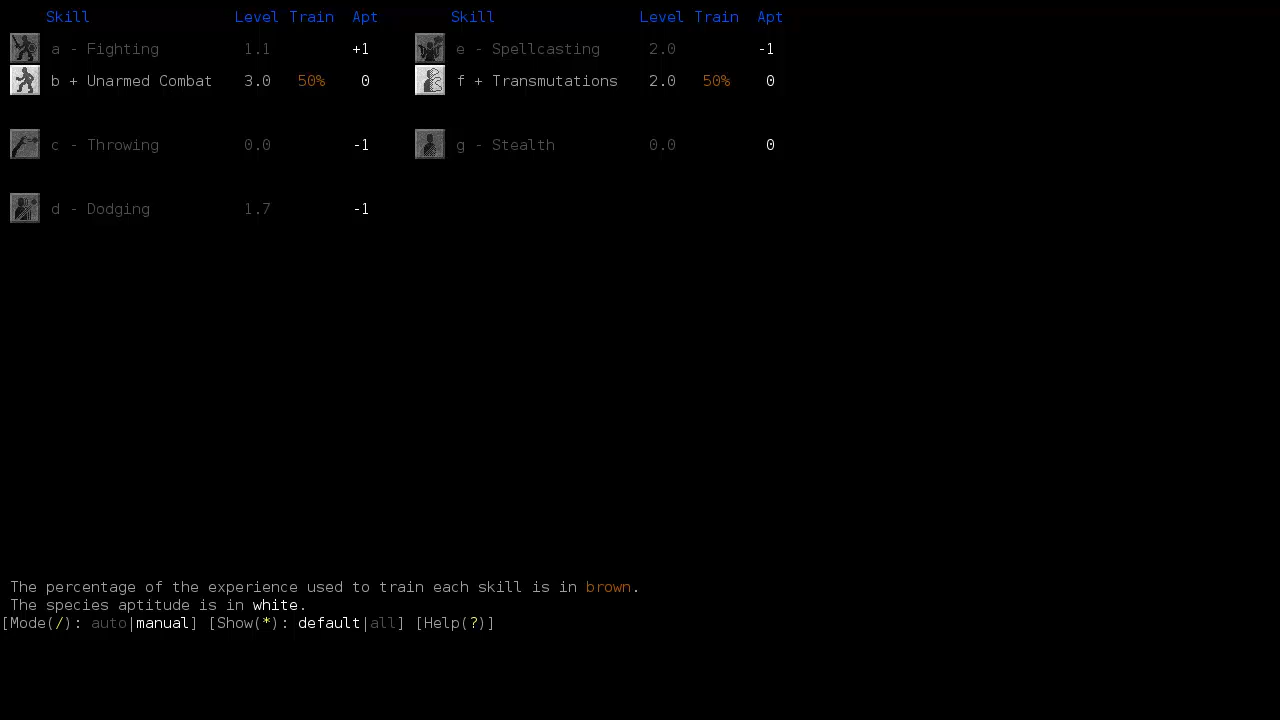 Skill Level Train Apt Skill Level Train Apt
a - Fighting 1.1 +1 e - Spellcasting 2.0 -1
b + Unarmed Combat 3.0 50% 0 f + Transmutations 2.0 50% 0
c - Throwing 0.0 -1 g - Stealth 0.0 0
d - Dodging 1.7 -1
The percentage of the experience used to train each skill is in brown.
The species aptitude is in white.
[Mode(/): auto|manual] [Show(*): default|all] [Help(?)]